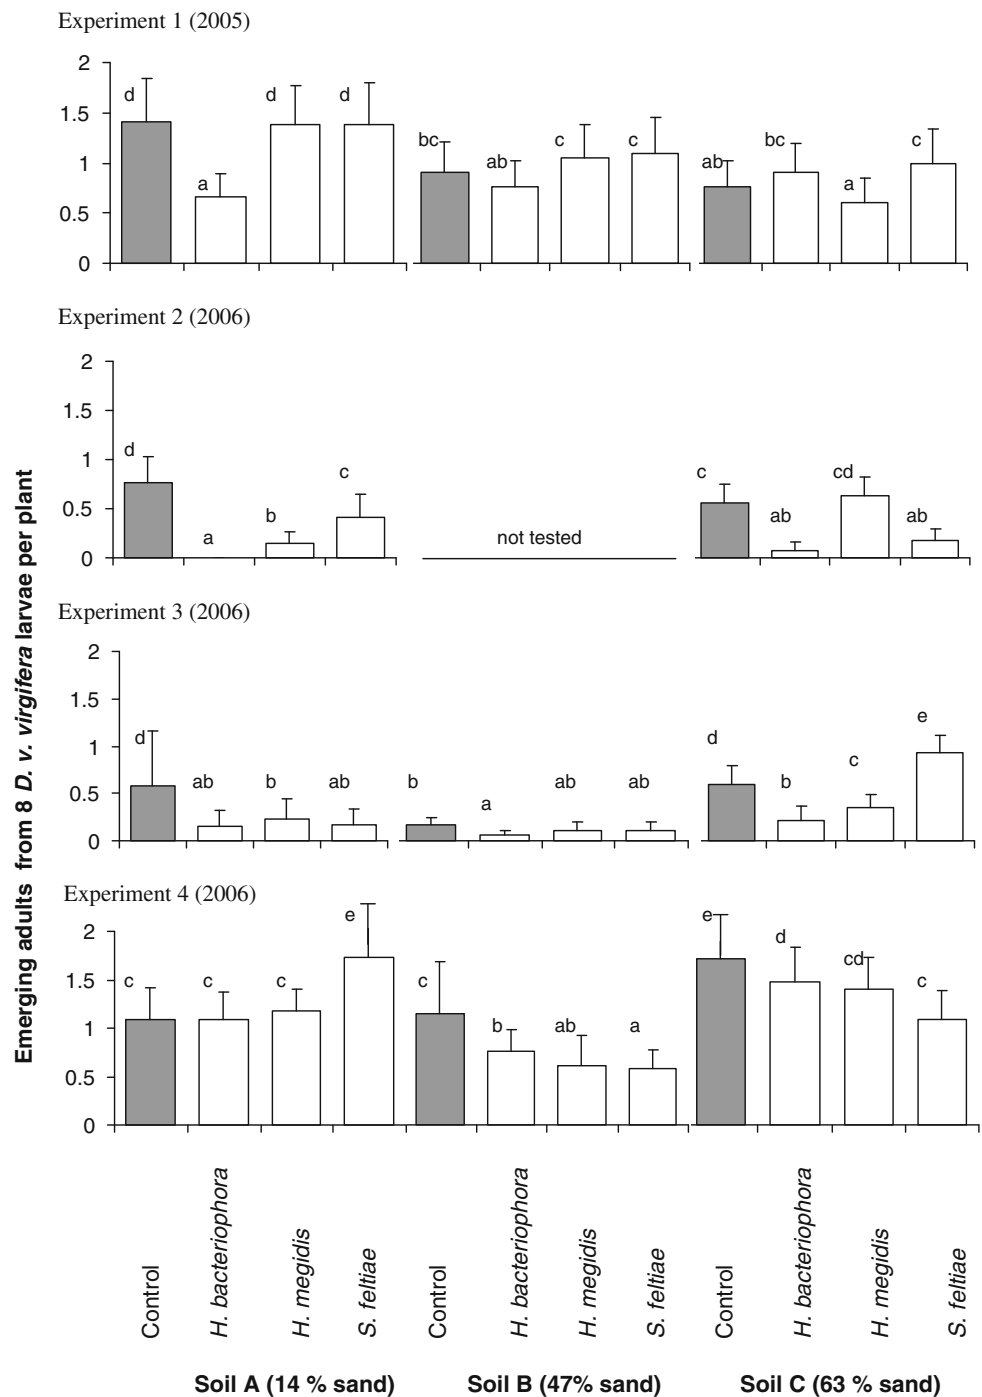 Emerging adults from 8 D. v. virgifera larvae per plant
Experiment 1 (2005)
2
1.5
1
0.5
0
d
a
d
d
bc
ab
c
c
ab
bc
a
c
Experiment 2 (2006)
2
1.5
1
0.5
0
d
a
b
c
not tested
c
ab
cd
ab
Experiment 3 (2006)
2
1.5
1
0.5
0
d
ab
b
ab
b
a
ab
ab
d
b
c
e
Experiment 4 (2006)
2
1.5
1
0.5
0
c
c
c
e
c
b
ab
a
e
d
cd
c
Control
H. bacteriophora
H. megidis
S. feltiae
Control
H. bacteriophora
H. megidis
S. feltiae
Control
H. bacteriophora
H. megidis
S. feltiae
Soil A (14 % sand)
Soil B (47% sand)
Soil C (63 % sand)